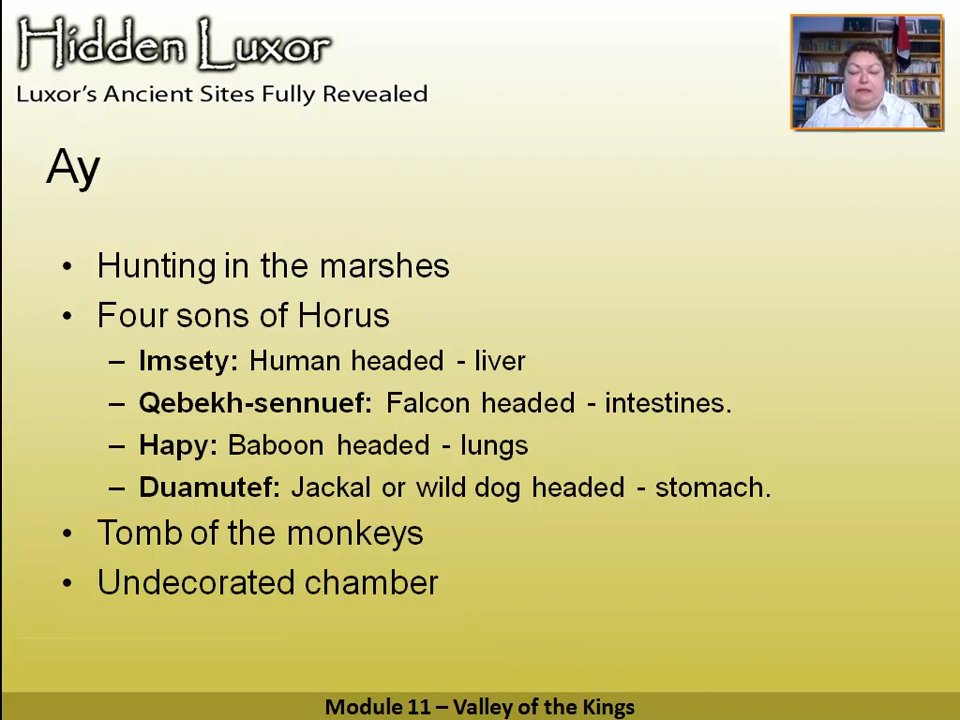 Hidden Luxor
Luxor's Ancient Sites Fully Revealed
Ay
• Hunting in the marshes
• Four sons of Horus
– Imsety: Human headed - liver
– Qebekh-sennuef: Falcon headed - intestines.
– Hapy: Baboon headed - lungs
– Duamutef: Jackal or wild dog headed - stomach.
• Tomb of the monkeys
• Undecorated chamber
Module 11 – Valley of the Kings